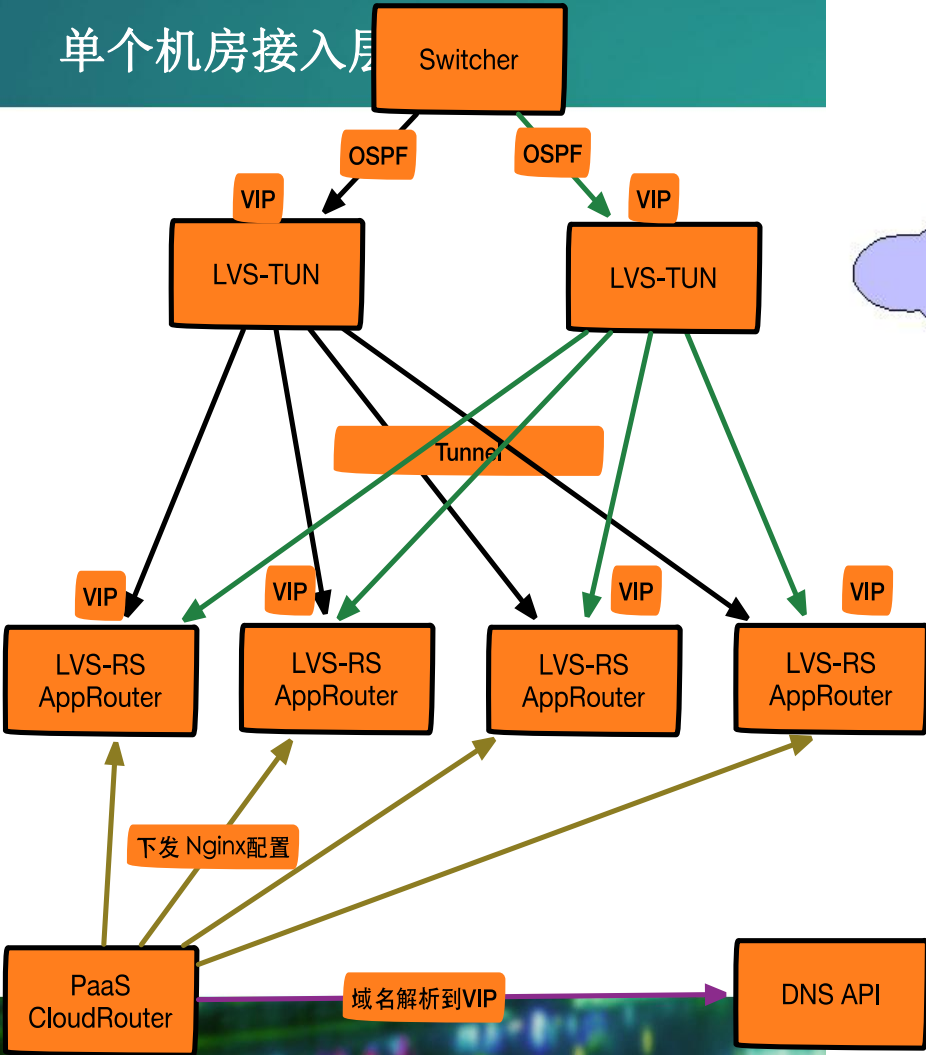 单个机房接入层
Switcher
OSPF
OSPF
VIP
VIP
LVS-TUN
LVS-TUN
Tunnel
VIP
VIP
VIP
VIP
LVS-RS
AppRouter
LVS-RS
AppRouter
LVS-RS
AppRouter
LVS-RS
AppRouter
下发 Nginx配置
PaaS
CloudRouter
域名解析到VIP
DNS API